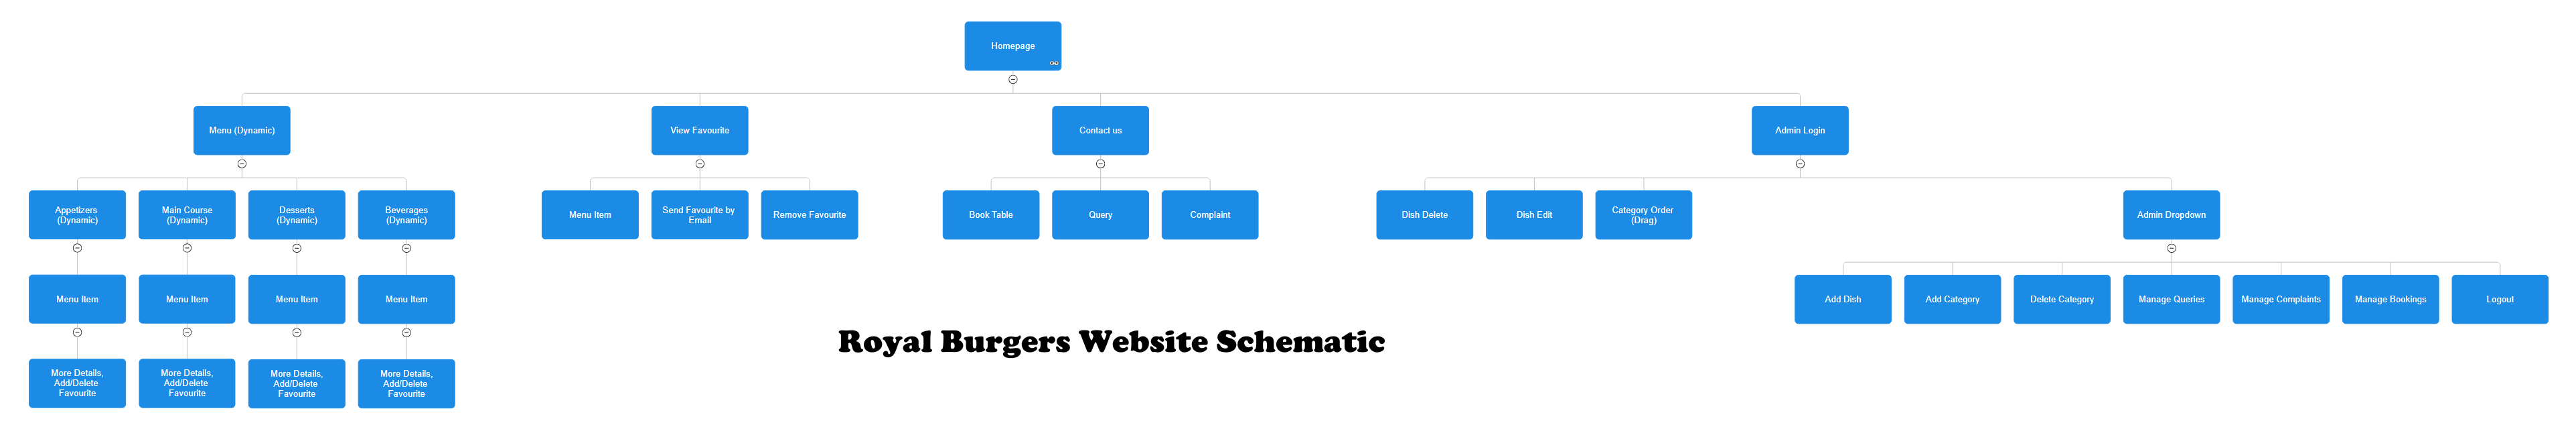 Homepage
Menu (Dynamic)
View Favourite
Contact us
Admin Login
Appetizers
(Dynamic)
Main Course
(Dynamic)
Desserts
(Dynamic)
Beverages
(Dynamic)
Menu Item
Send Favourite by
Email
Remove Favourite
Book Table
Query
Complaint
Dish Delete
Dish Edit
Category Order
(Drag)
Admin Dropdown
Menu Item
Menu Item
Menu Item
Menu Item
Add Dish
Add Category
Delete Category
Manage Queries
Manage Complaints
Manage Bookings
Logout
Royal Burgers Website Schematic
More Details,
Add/Delete
Favourite
More Details,
Add/Delete
Favourite
More Details,
Add/Delete
Favourite
More Details,
Add/Delete
Favourite